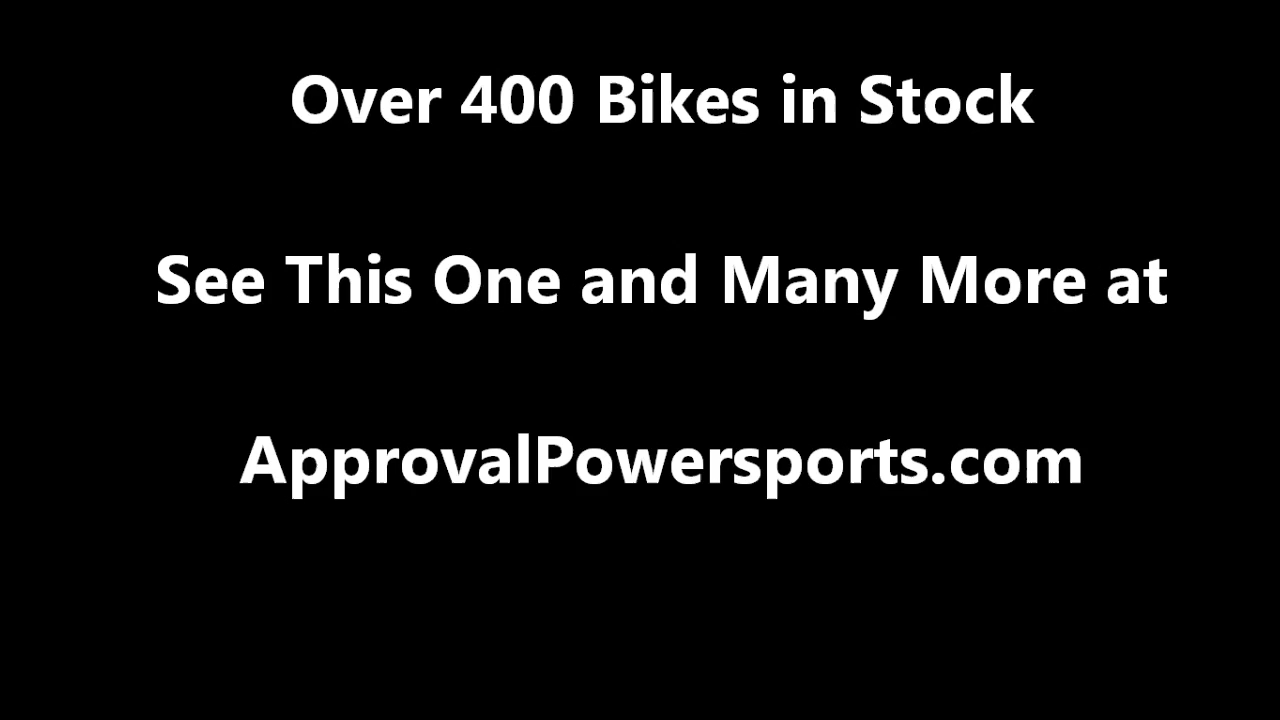 Over 400 Bikes in Stock
See This One and Many More at
ApprovalPowersports.com